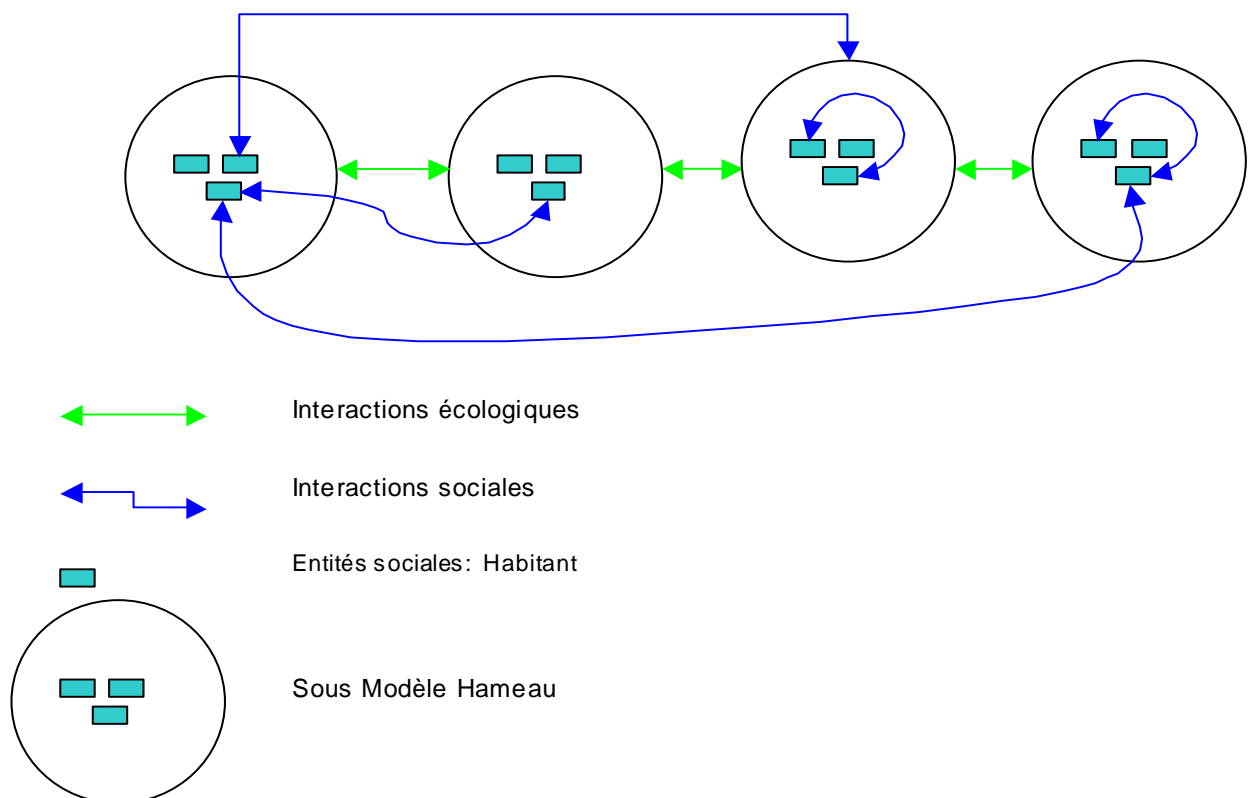 Interactions écologiques
Interactions sociales
Entités sociales: Habitant
Sous Modèle Hameau